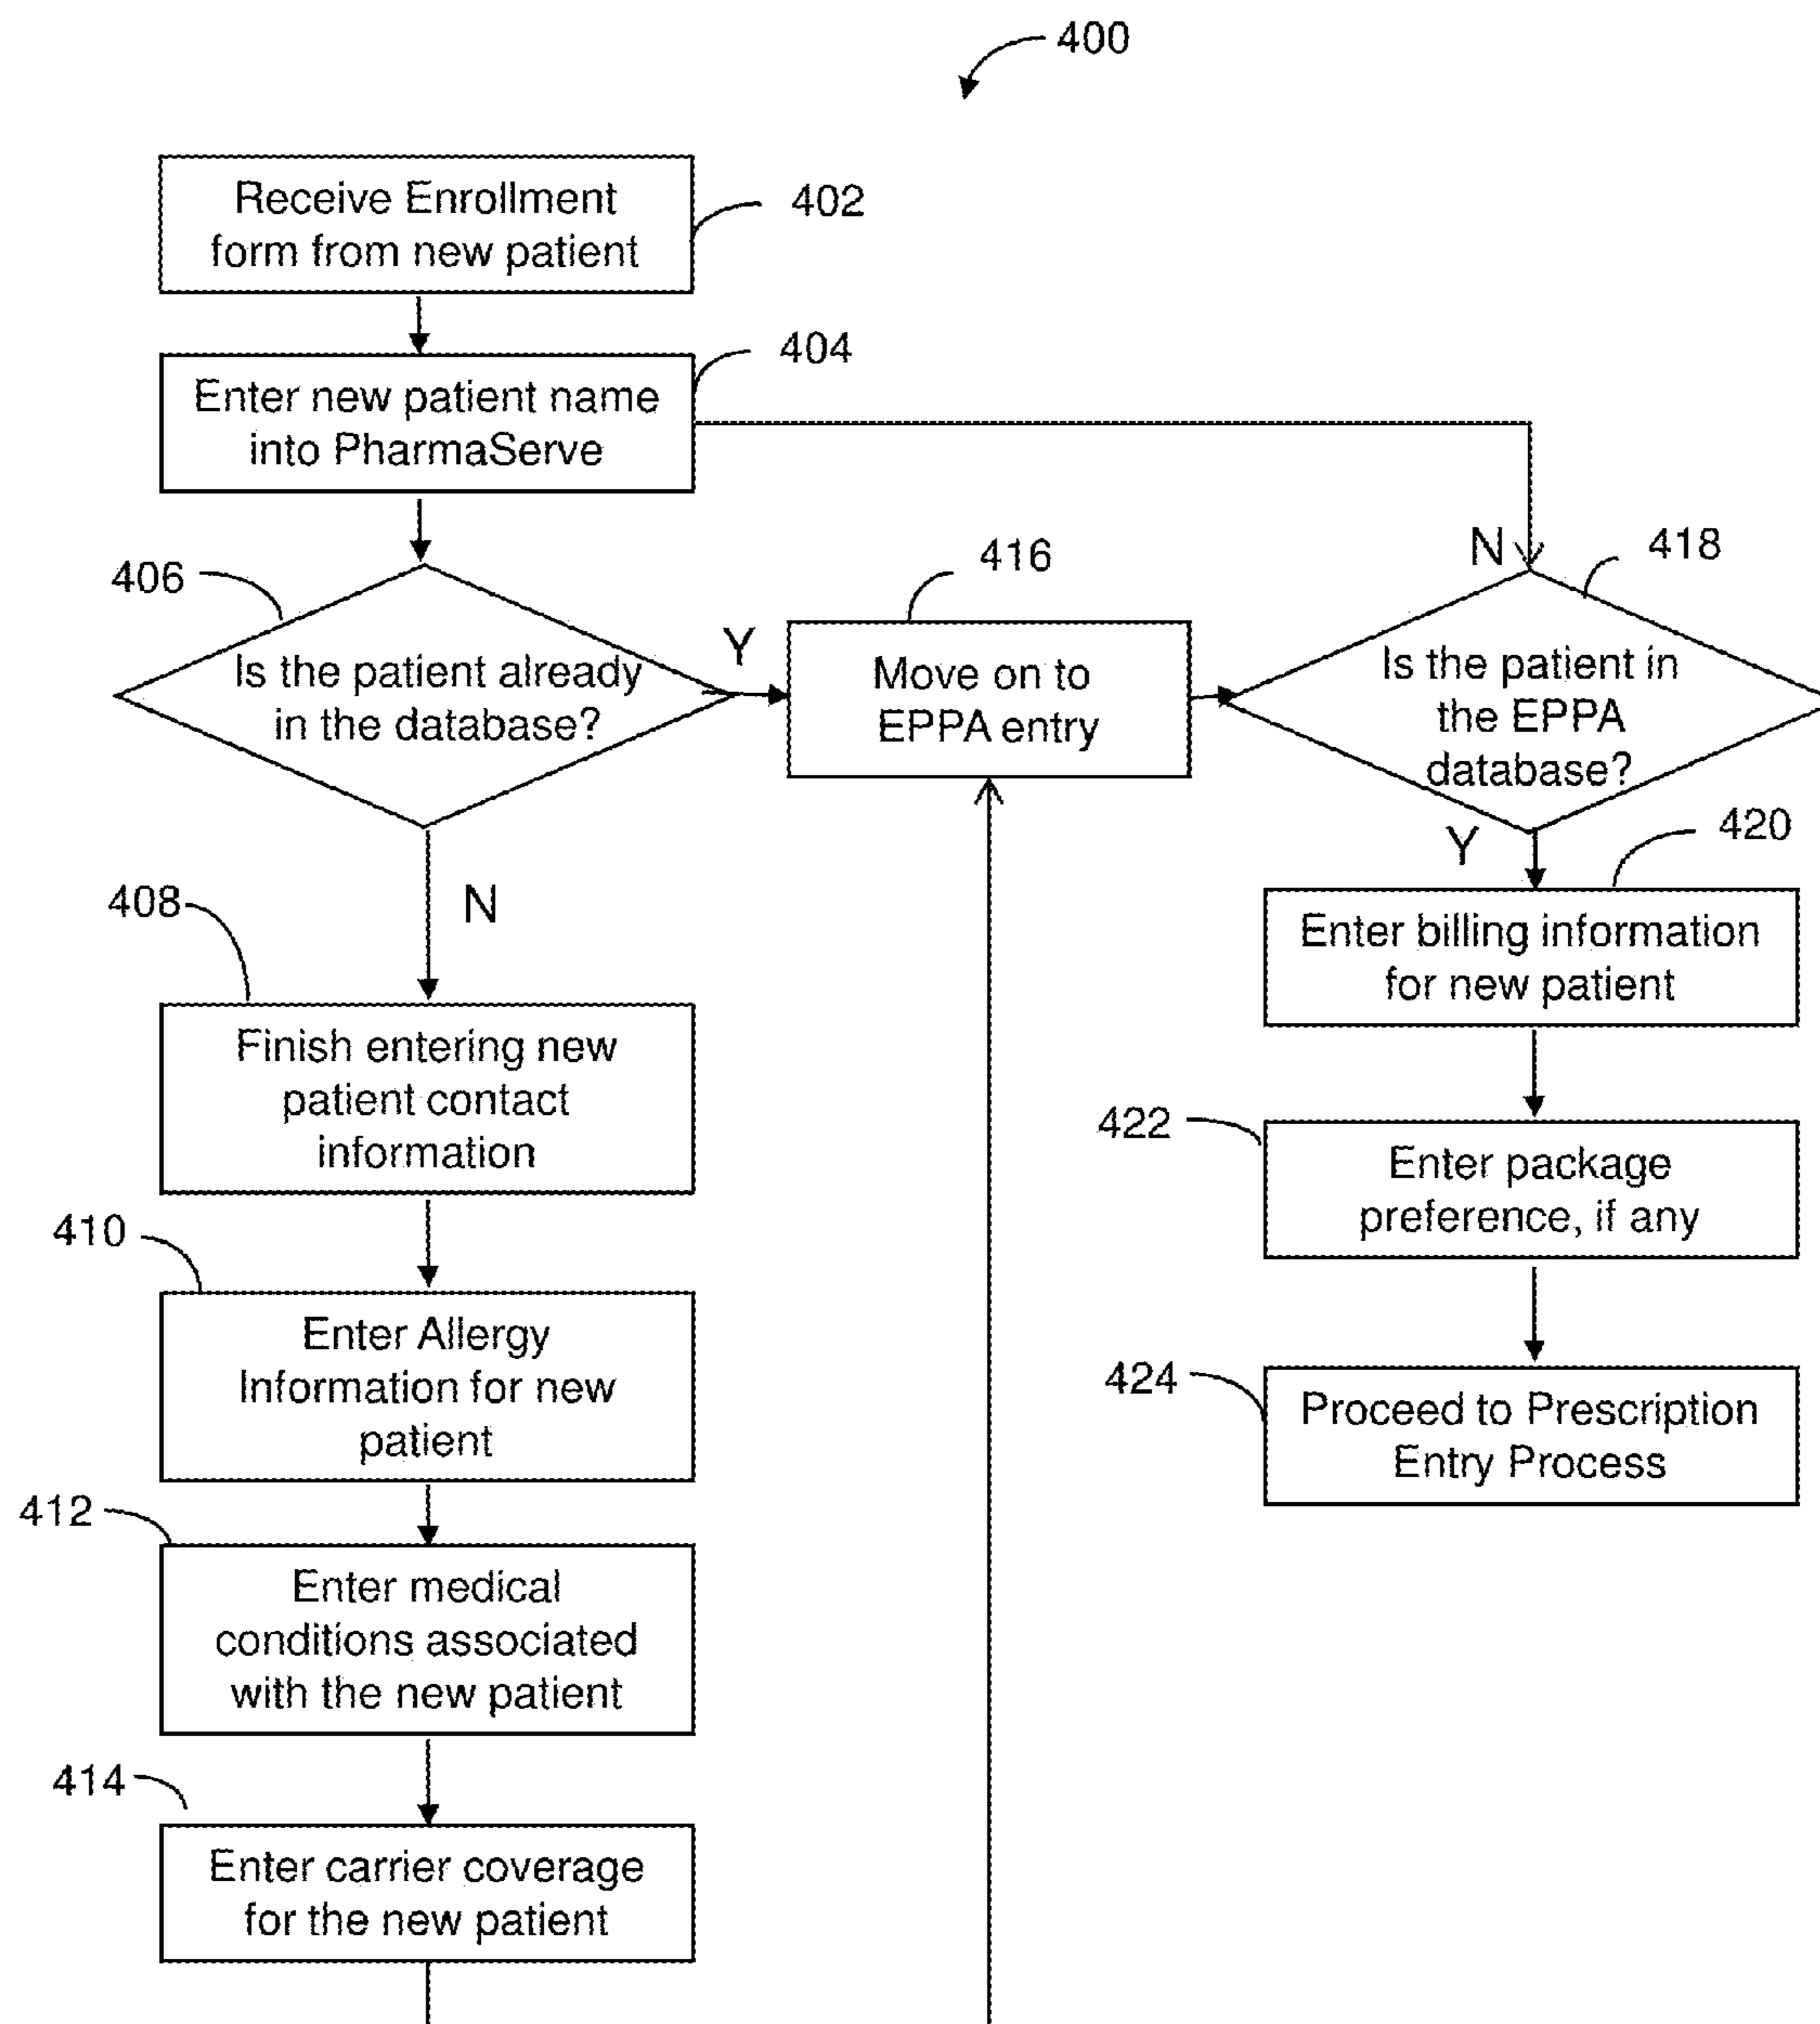 400
Receive Enrollment
form from new patient
402
Enter new patient name
into PharmaServe
404
406
Is the patient already
in the database?
Y
N
416
Move on to
EPPA entry
N
418
Is the patient in
the EPPA
database?
Y
420
Enter billing information
for new patient
408
Finish entering new
patient contact
information
422
Enter package
preference, if any
410
Enter Allergy
Information for new
patient
424
Proceed to Prescription
Entry Process
412
Enter medical
conditions associated
with the new patient
414
Enter carrier coverage
for the new patient